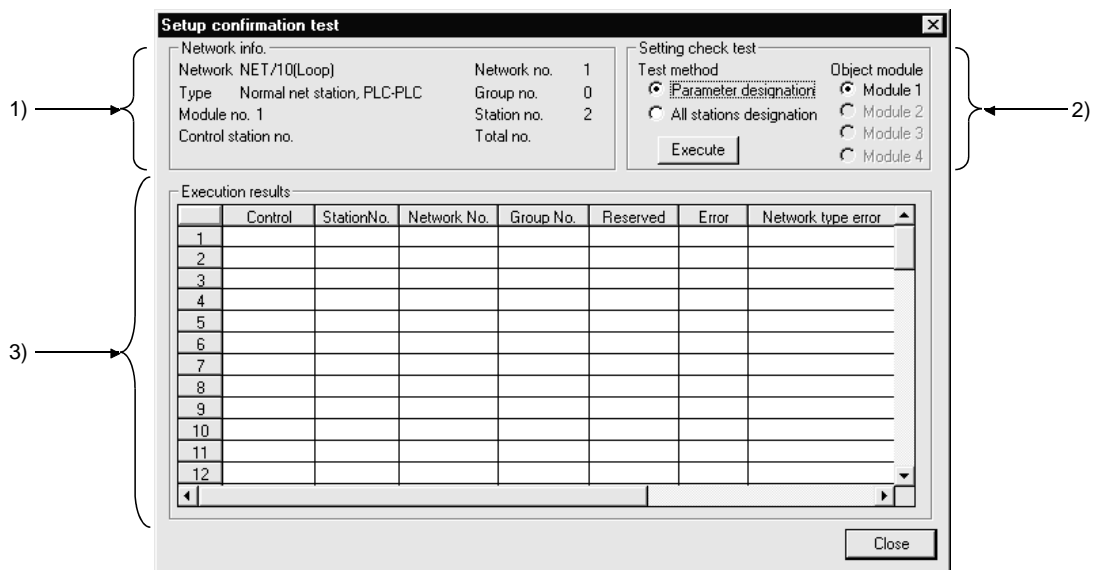 Setup confirmation test
1)
Network info.
Network NET/10(Loop) Network no. 1
Type Normal net station, PLC-PLC Group no. 0
Module no. 1 Station no. 2
Control station no. Total no.
Setting check test
Test method Object module
Parameter designation Module 1
All stations designation Module 2
Module 3
Execute Module 4
2)
3)
Execution results
Control StationNo. Network No. Group No. Reserved Error Network type error
1
2
3
4
5
6
7
8
9
10
11
12
Close